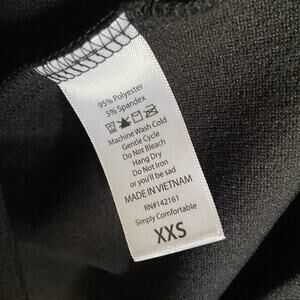 95% Polyester
5% Spandex
Machine Wash Cold
Gentle Cycle
Do Not Bleach
Hang Dry
Do Not Iron
or you'll be sad
MADE IN VIETNAM
RN#142161
Simply Comfortable
XXS